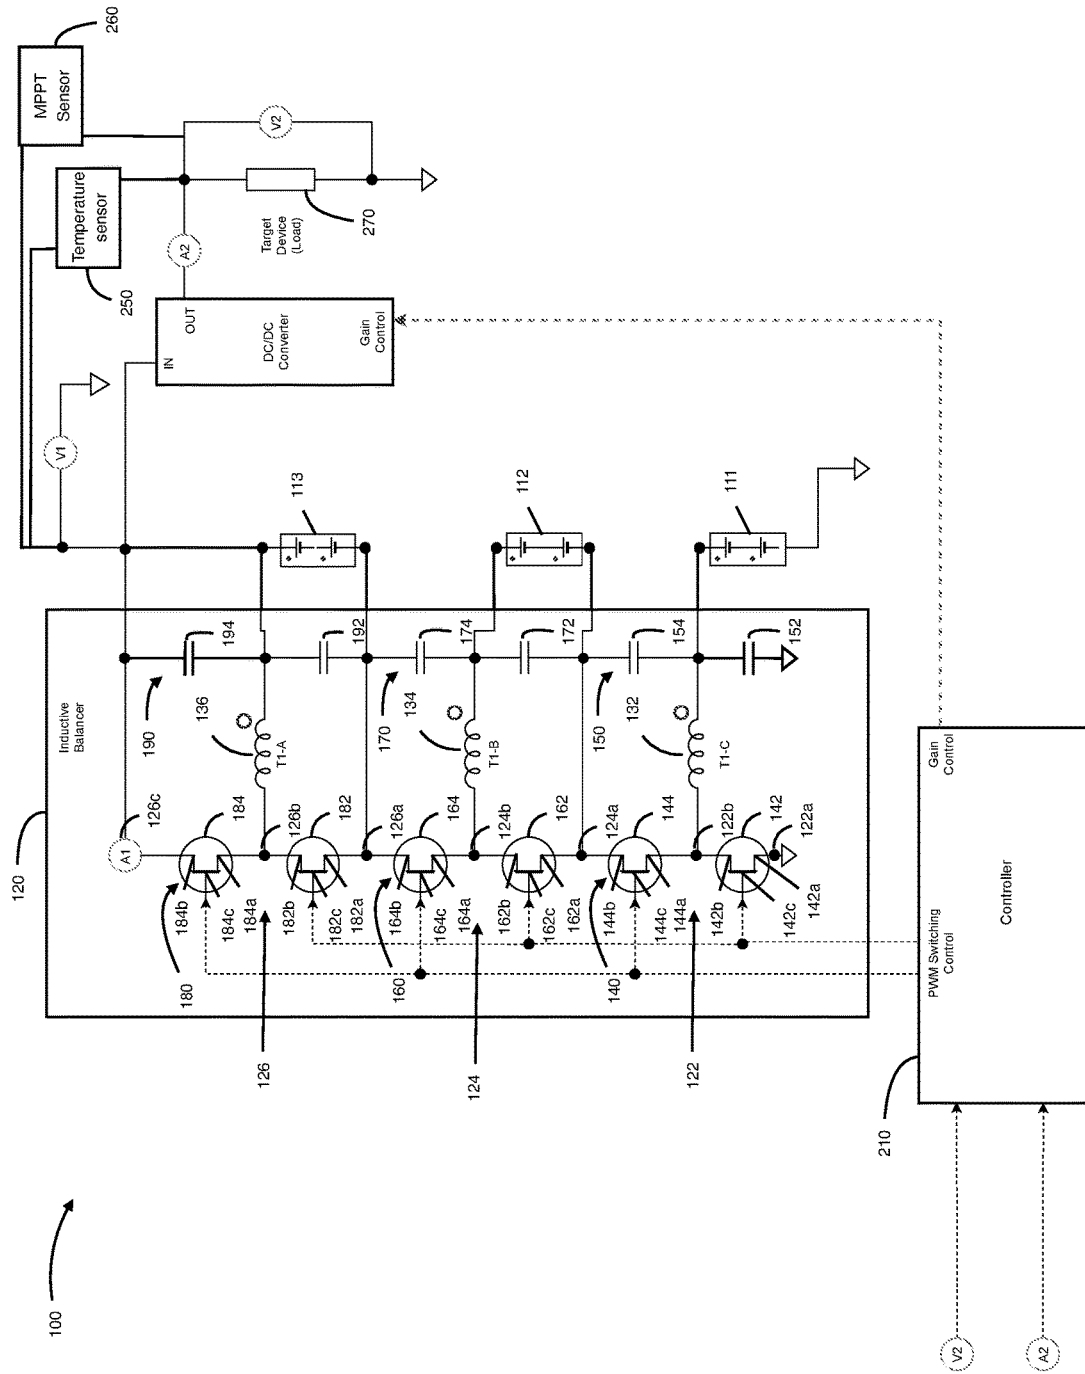 260
MPPT
Sensor
Temperature
sensor
250
V2
A2
Target
Device
(Load)
270
OUT
IN
DC/DC
Converter
Gain
Control
V1
113
112
111
Inductive
Balancer
120
126c
A1
190
194
136
T1-A
192
170
174
134
T1-B
172
150
154
132
T1-C
152
184
126b
182
126a
164
124b
162
124a
144
122b
142
122a
180
184b
184c
184a
182b
182c
182a
160
164b
164c
164a
162b
162c
162a
140
144b
144c
144a
142b
142c
142a
126
124
122
PWM Switching
Control
Gain
Control
Controller
210
100
V2
A2